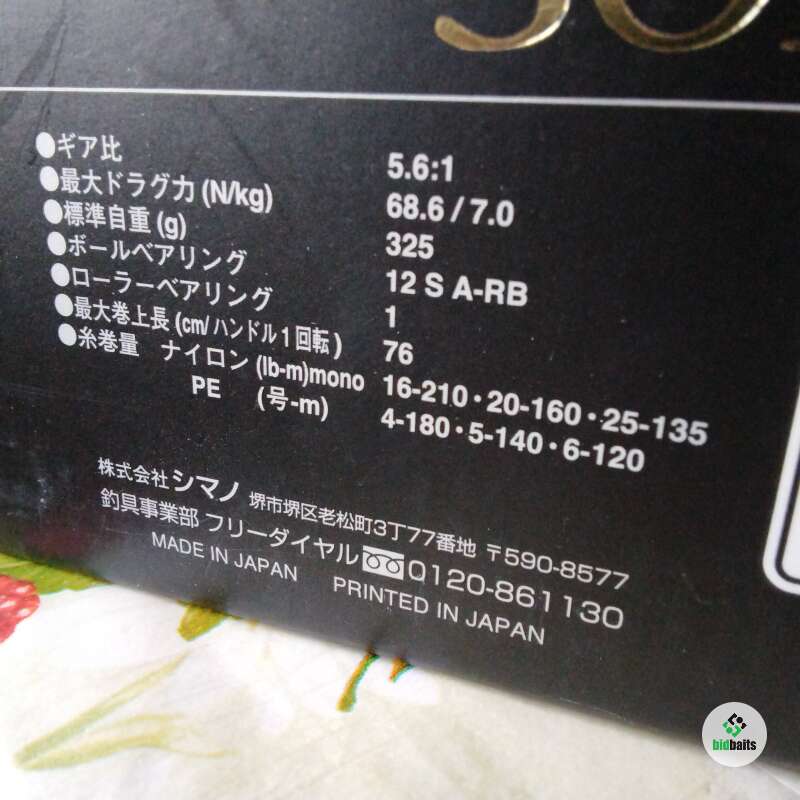 ●ギア比 5.6:1
●最大ドラグ力(N/kg) 68.6/7.0
●標準自重(g) 325
●ボールベアリング 12 S A-RB
●ローラーベアリング 1
●最大巻上長(cm/ハンドル1回転) 76
●糸巻量 ナイロン(lb-m)mono 16-210・20-160・25-135
PE (号-m) 4-180・5-140・6-120
株式会社シマノ 堺市堺区老松町3丁77番地 〒590-8577
釣具事業部 フリーダイヤル 0120-861130
MADE IN JAPAN PRINTED IN JAPAN
bidbaits